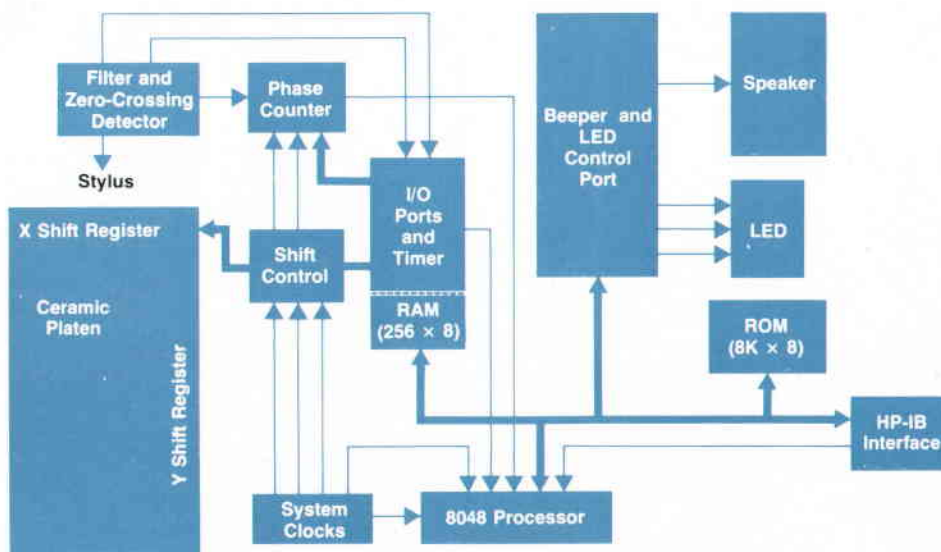 Filter and
Zero-Crossing
Detector
Phase
Counter
Stylus
I/O
Ports
and
Timer
RAM
(256 × 8)
X Shift Register
Shift
Control
Ceramic
Platen
Y Shift Register
System
Clocks
8048 Processor
Beeper and
LED
Control
Port
Speaker
LED
ROM
(8K × 8)
HP-IB
Interface